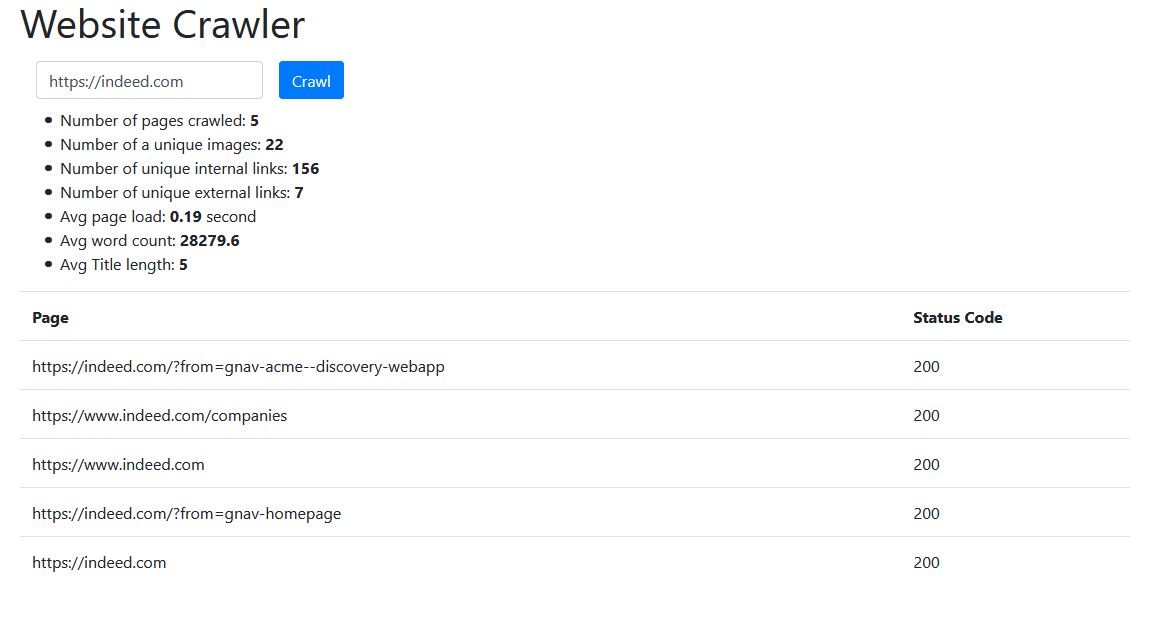 Website Crawler
https://indeed.com Crawl
Number of pages crawled: 5
Number of a unique images: 22
Number of unique internal links: 156
Number of unique external links: 7
Avg page load: 0.19 second
Avg word count: 28279.6
Avg Title length: 5
Page Status Code
https://indeed.com/?from=gnav-acme--discovery-webapp 200
https://www.indeed.com/companies 200
https://www.indeed.com 200
https://indeed.com/?from=gnav-homepage 200
https://indeed.com 200